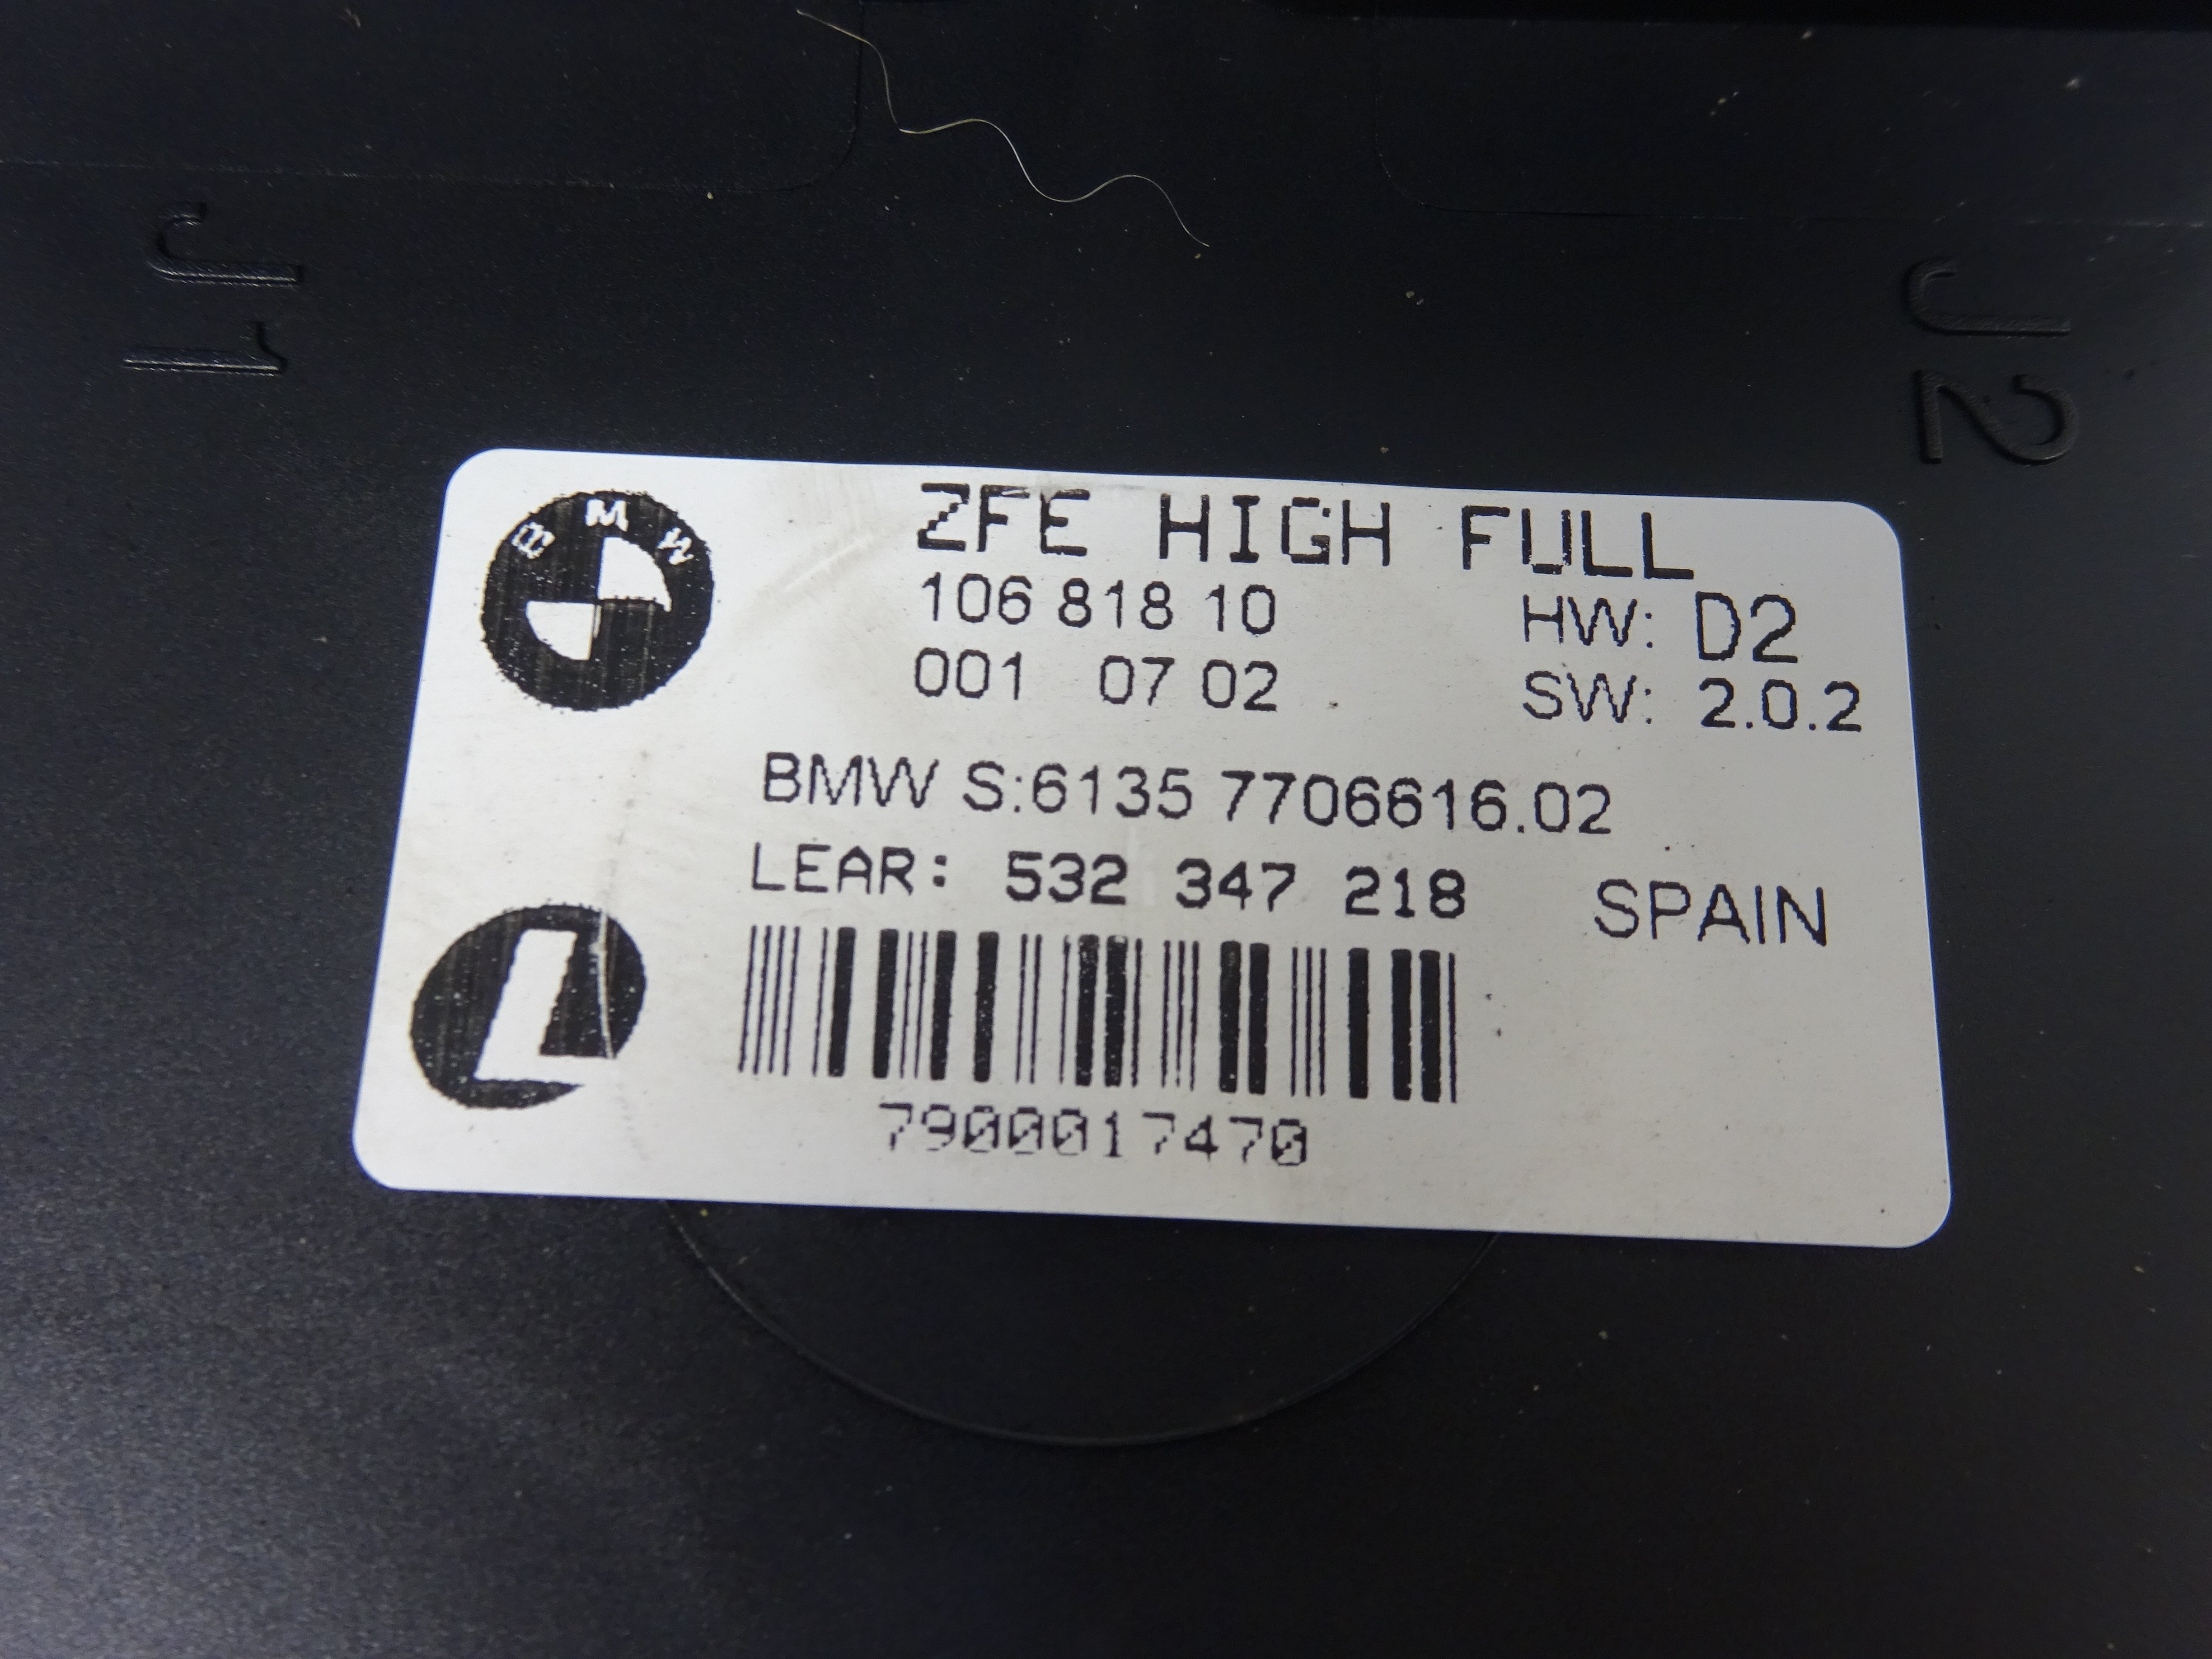 J1
J2
BMW
ZFE HIGH FULL
106 818 10 HW: D2
001 07 02 SW: 2.0.2
BMW S:6135 7706616.02
LEAR: 532 347 218 SPAIN
L
7900017470